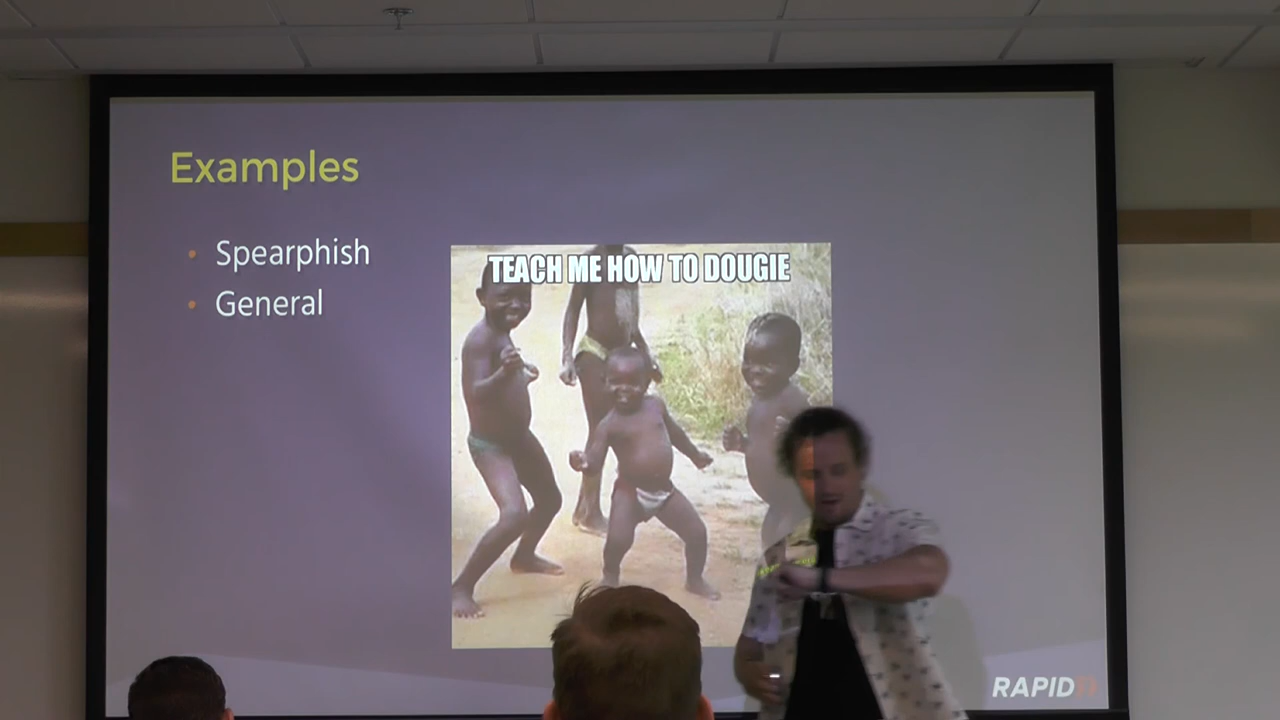 Examples
• Spearphish
• General
TEACH ME HOW TO DOUGIE
RAPID7